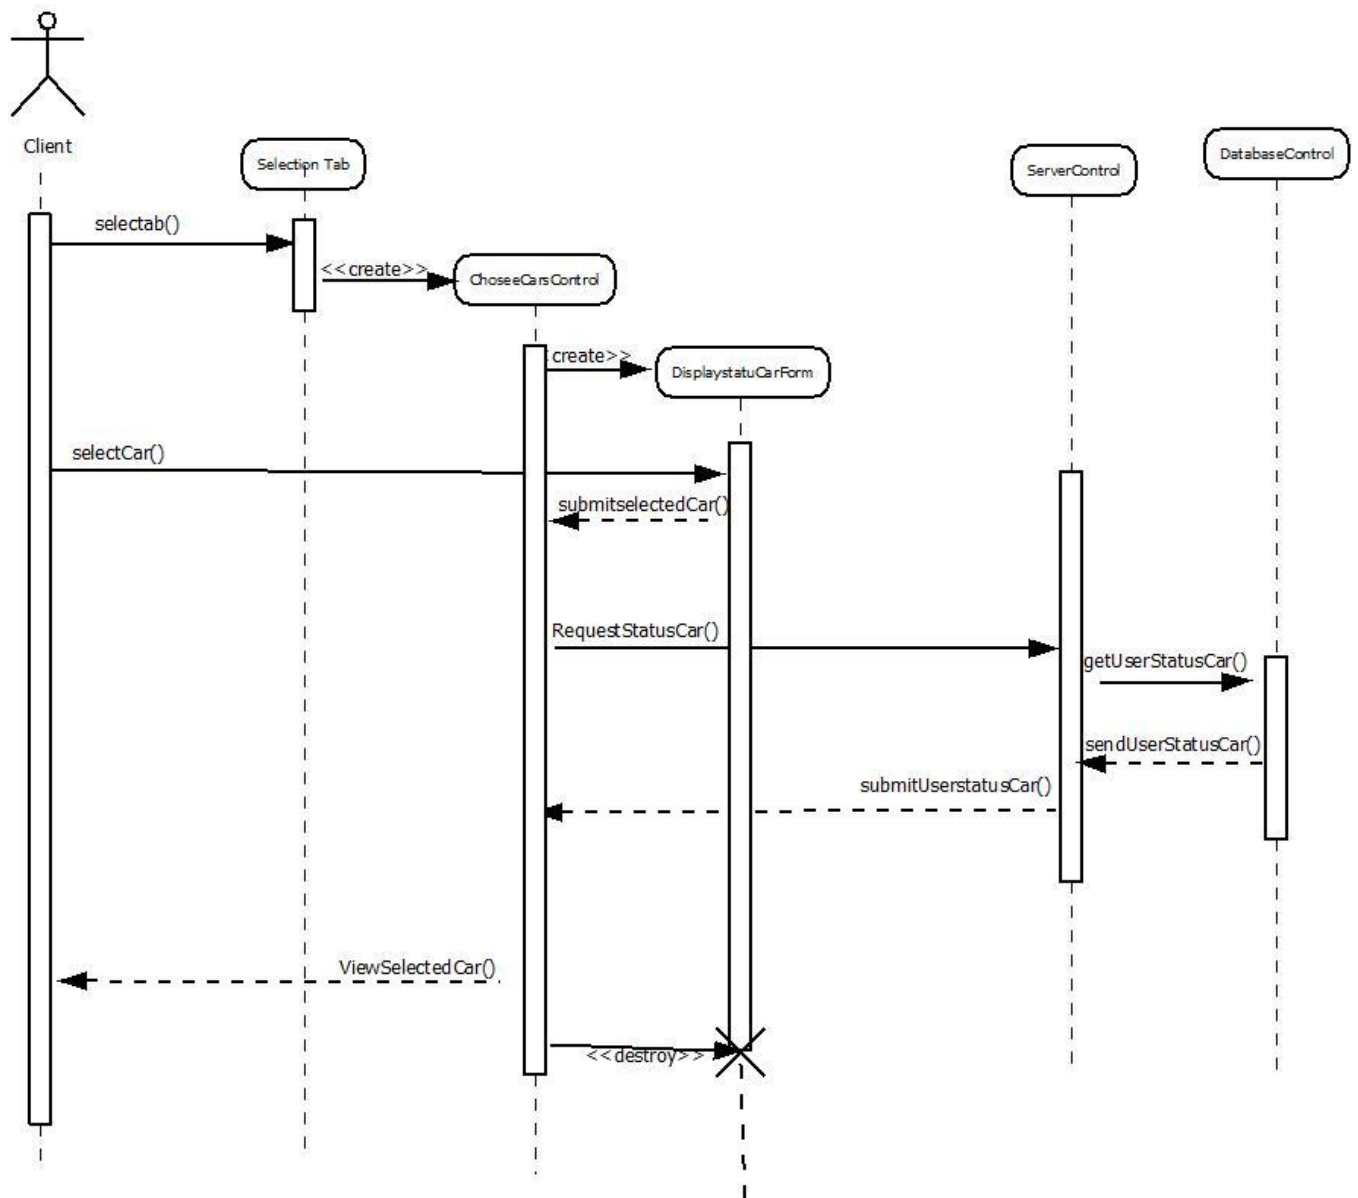 Client
Selection Tab
ServerControl
DatabaseControl
selectab()
<<create>>
ChoseeCarsControl
create>>
DisplaystatuCarForm
selectCar()
submitselectedCar()
RequestStatusCar()
getUserStatusCar()
sendUserStatusCar()
submitUserstatusCar()
ViewSelectedCar()
<<destroy>>